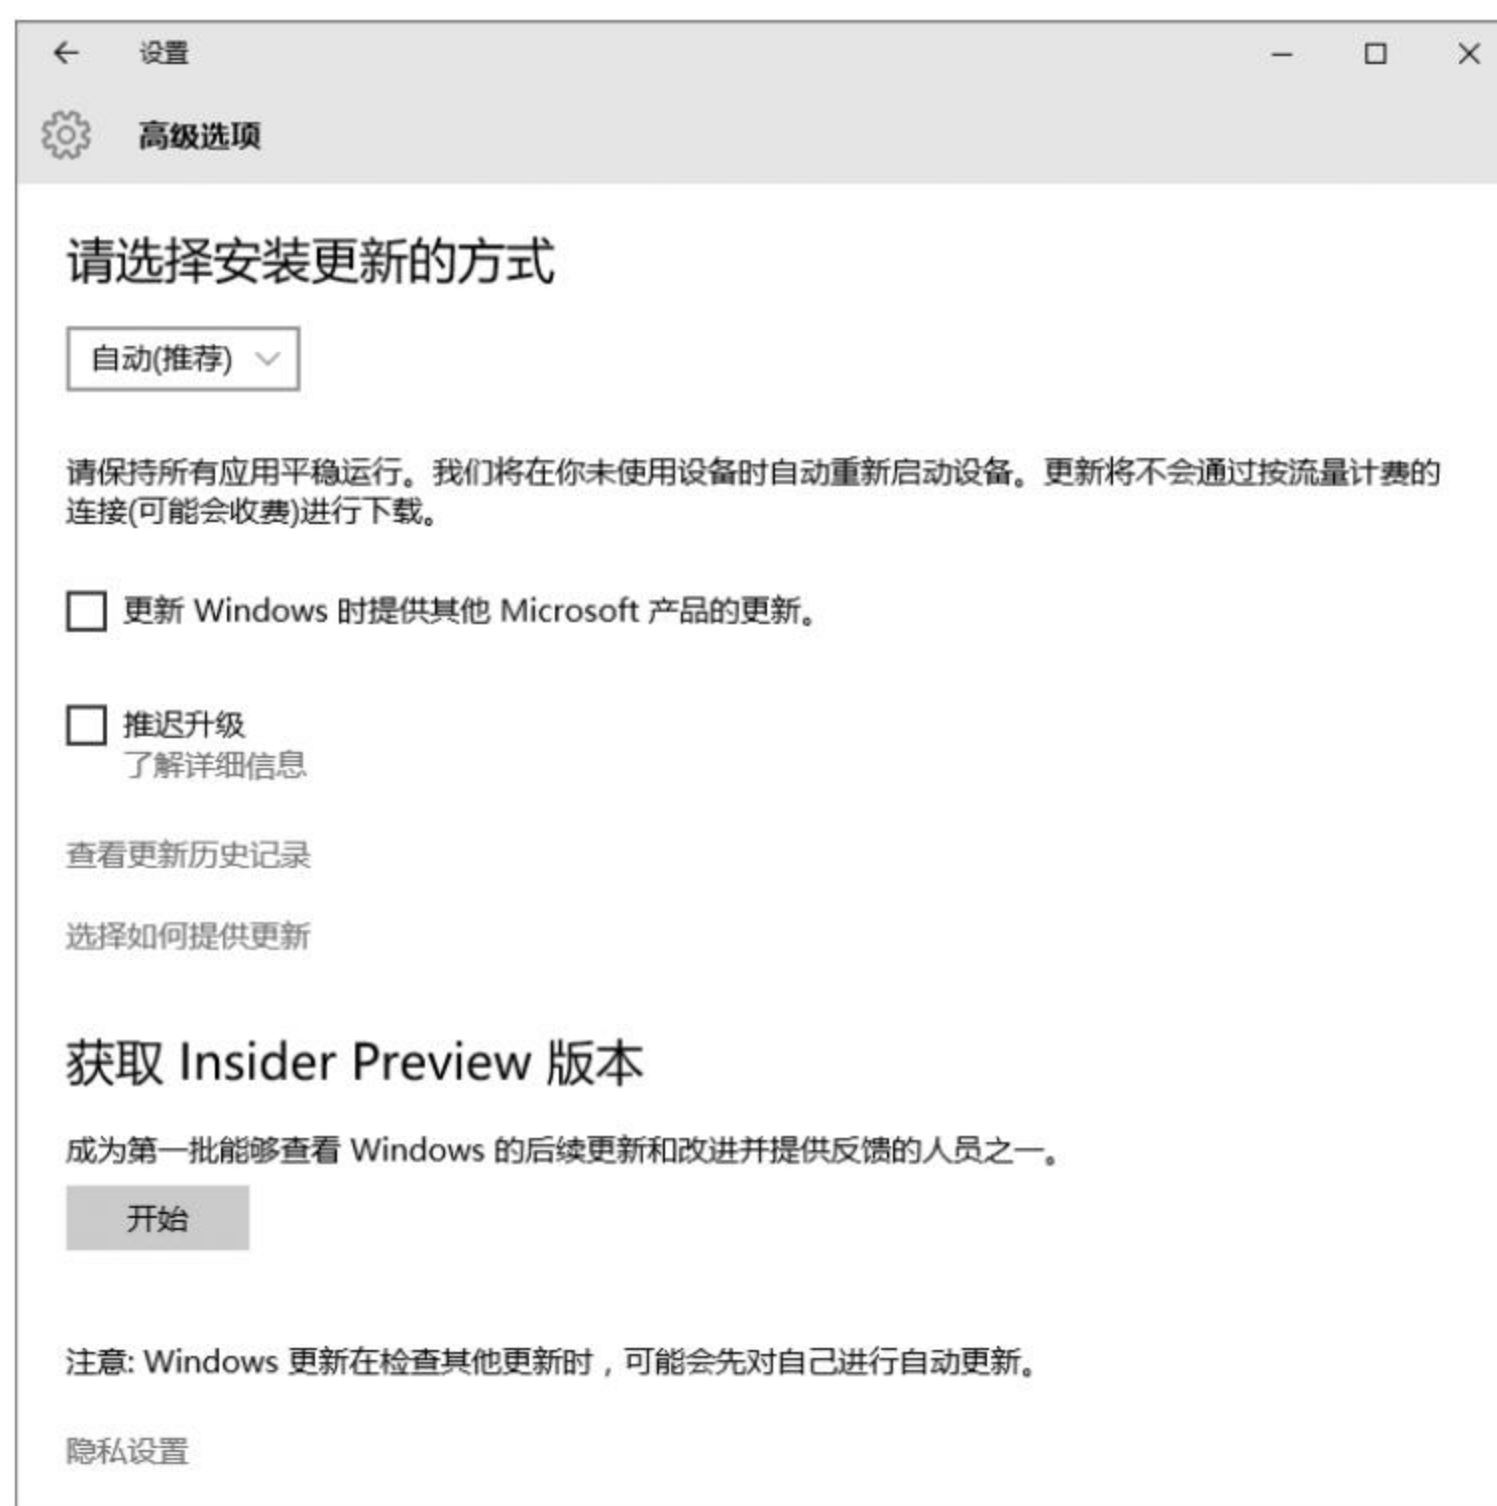 设置
高级选项
请选择安装更新的方式
自动(推荐)
请保持所有应用平稳运行。我们将在你未使用设备时自动重新启动设备。更新将不会通过按流量计费的
连接(可能会收费)进行下载。
更新 Windows 时提供其他 Microsoft 产品的更新。
推迟升级
了解详细信息
查看更新历史记录
选择如何提供更新
获取 Insider Preview 版本
成为第一批能够查看 Windows 的后续更新和改进并提供反馈的人员之一。
开始
注意: Windows 更新在检查其他更新时，可能会先对自己进行自动更新。
隐私设置